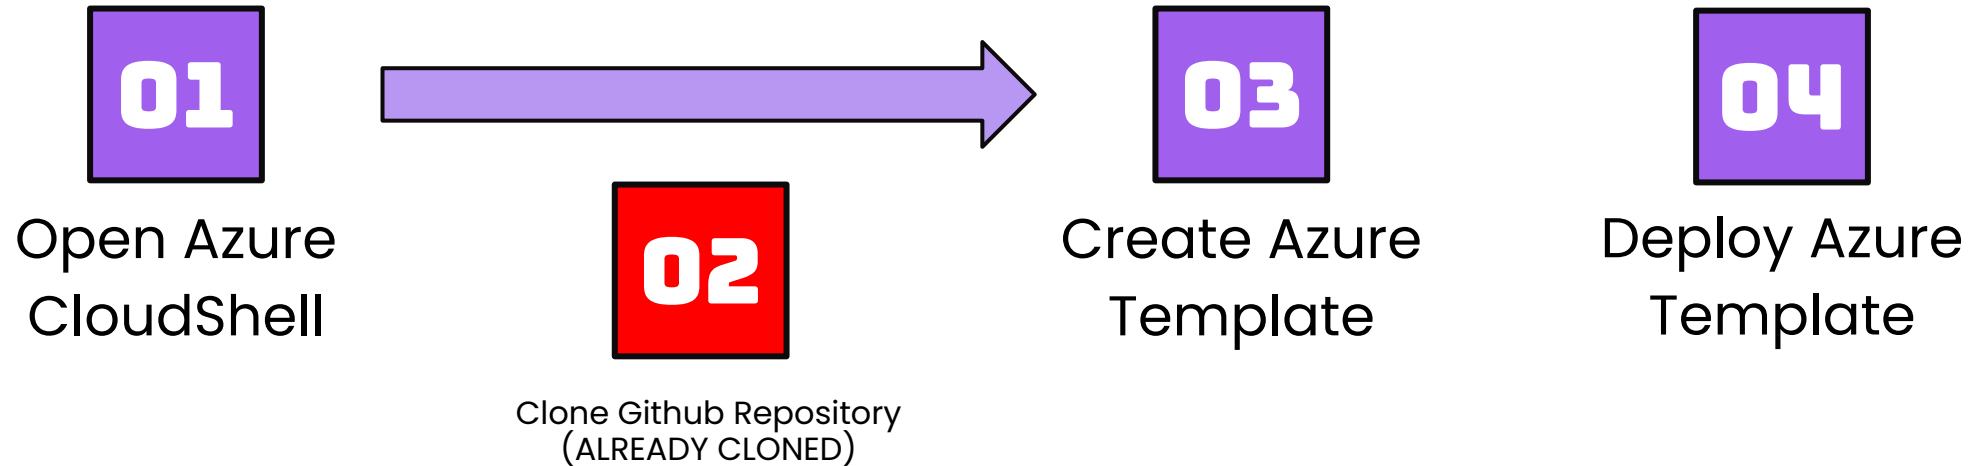 01
Open Azure
CloudShell
02
Clone Github Repository
(ALREADY CLONED)
03
Create Azure
Template
04
Deploy Azure
Template